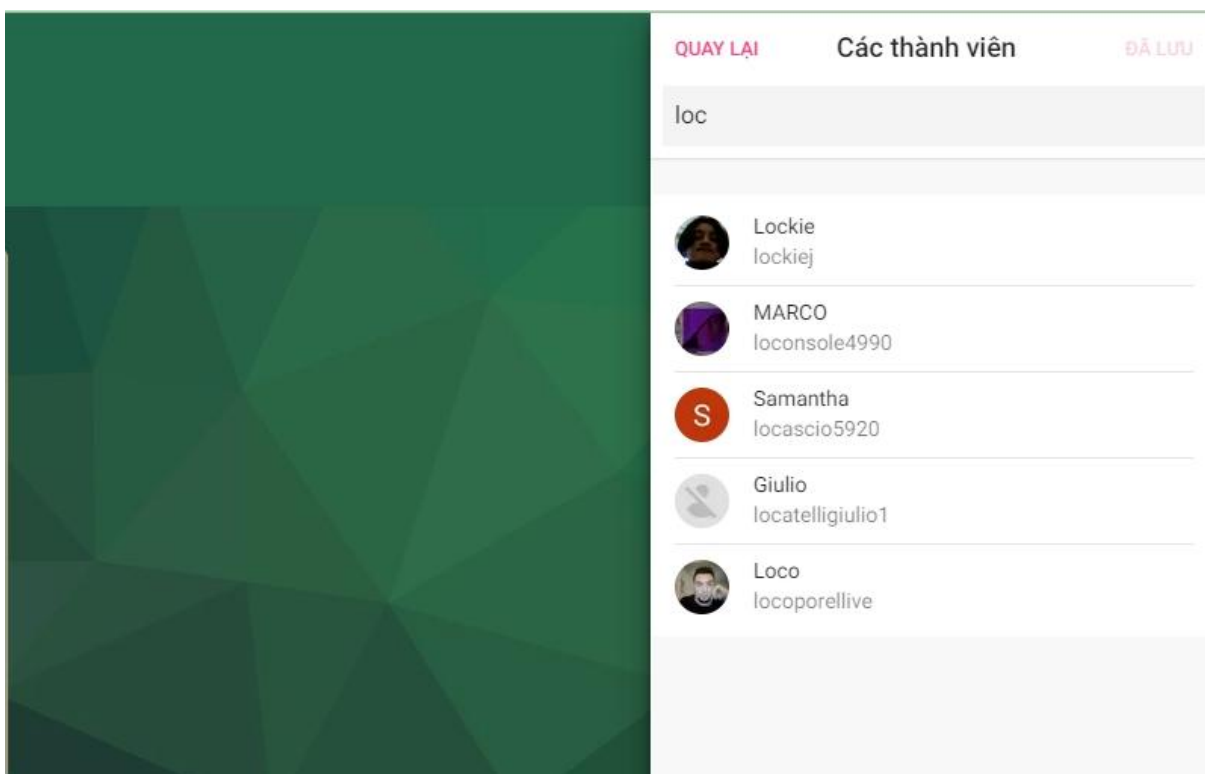 QUAY LẠI Các thành viên ĐÃ LƯU
loc
Lockie
lockiej
MARCO
loconsole4990
S
Samantha
locascio5920
Giulio
locatelligiulio1
Loco
locoporellive